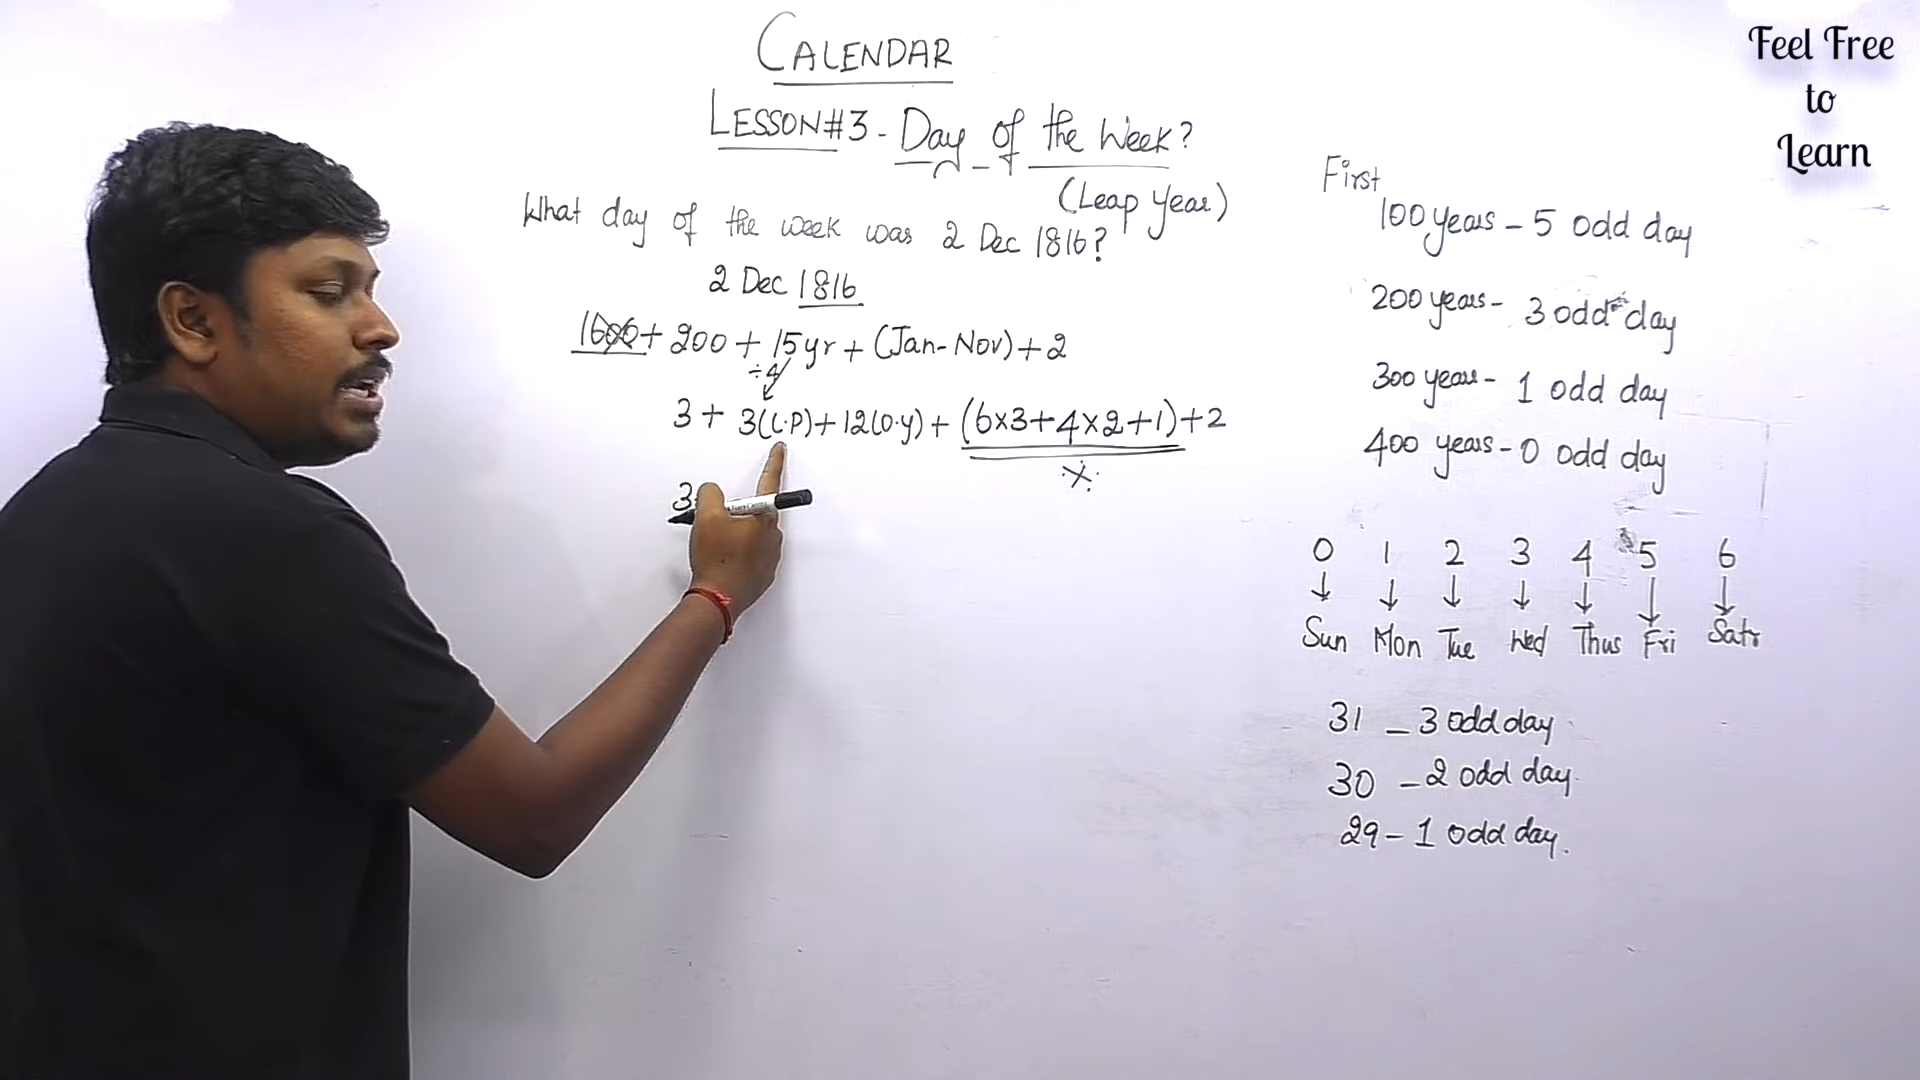 CALENDAR
LESSON#3 - Day of the Week?
(Leap Year)
What day of the week was 2 Dec 1816?
2 Dec 1816
1600 + 200 + 15yr + (Jan-Nov) + 2
÷4
3 + 3(L.P) + 12(O.y) + (6×3+4×2+1) + 2
3
Feel Free
to
Learn
First
100 years - 5 odd day
200 years - 3 odd day
300 years - 1 odd day
400 years - 0 odd day
0 1 2 3 4 5 6
Sun Mon Tue Wed Thus Fri Satr
31 - 3 odd day
30 - 2 odd day
29 - 1 odd day.